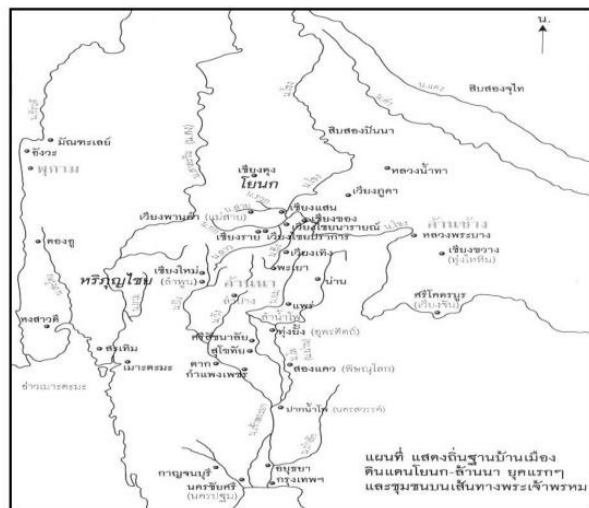 น.
สิบสองจุไท
สิบสองปันนา
มัณฑะเลย์
อังวะ
พุกาม
เชียงตุง
โยนก
หลวงน้ำทา
เวียงภูคา
เชียงแสน
เชียงของ
เวียงพานคำ (แม่สาย)
เวียงไชยนารายณ์
เชียงราย
เวียงไชยปราการ
ล้านช้าง
หลวงพระบาง
เชียงขวาง
(ทุ่งไหหิน)
ตองอู
เวียงเทิง
พะเยา
น่าน
เชียงใหม่
หริภุญไชย
(ลำพูน)
ล้านนา
ลำปาง
แพร่
ศรีโคตรบูร
(เวียงจัน)
หงสาวดี
สะเทิม
เมาะตะมะ
อ่าวเมาะตะมะ
ศรีสัชนาลัย
ทุ่งยั้ง (อุตรดิตถ์)
สุโขทัย
ตาก
กำแพงเพชร
สองแคว (พิษณุโลก)
ปากน้ำโพ (นครสวรรค์)
กาญจนบุรี
อยุธยา
นครชัยศรี
(นครปฐม)
กรุงเทพฯ
แผนที่ แสดงถิ่นฐานบ้านเมือง
ดินแดนโยนก-ล้านนา ยุคแรกๆ
และชุมชนบนเส้นทางพระเจ้าพรหม